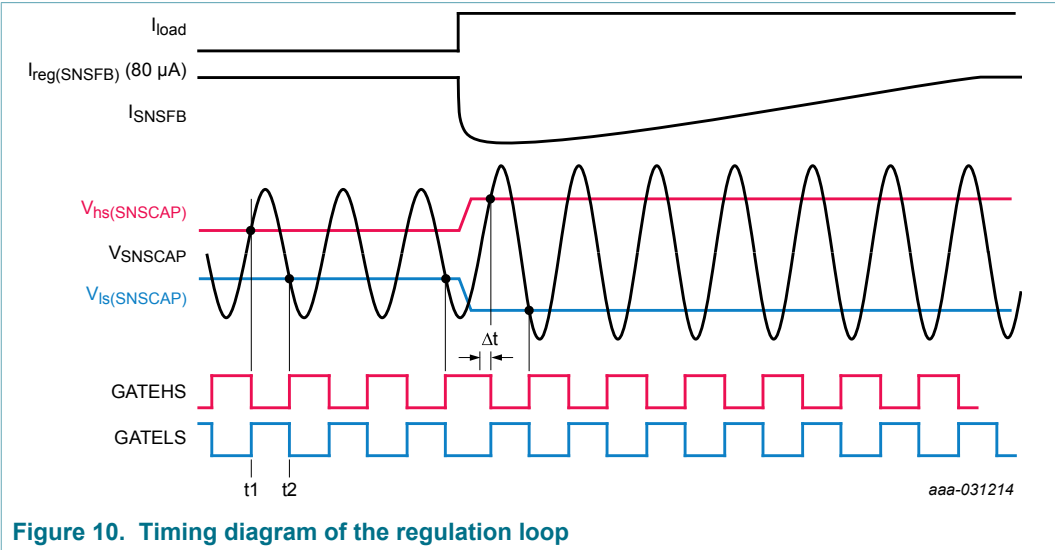 Iload
Ireg(SNSFB) (80 µA)
ISNSFB
Vhs(SNSCAP)
VSNSCAP
Vls(SNSCAP)
Δt
GATEHS
GATELS
t1 t2
aaa-031214
Figure 10. Timing diagram of the regulation loop